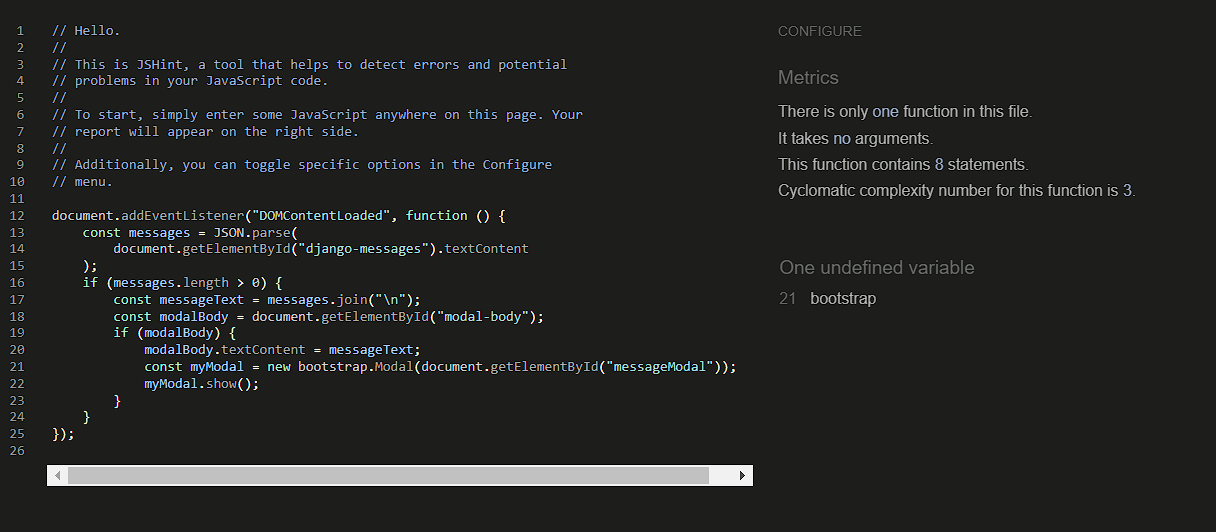 1 // Hello.
2 //
3 // This is JSHint, a tool that helps to detect errors and potential
4 // problems in your JavaScript code.
5 //
6 // To start, simply enter some JavaScript anywhere on this page. Your
7 // report will appear on the right side.
8 //
9 // Additionally, you can toggle specific options in the Configure
10 // menu.
11
12 document.addEventListener("DOMContentLoaded", function () {
13     const messages = JSON.parse(
14         document.getElementById("django-messages").textContent
15     );
16     if (messages.length > 0) {
17         const messageText = messages.join("\n");
18         const modalBody = document.getElementById("modal-body");
19         if (modalBody) {
20             modalBody.textContent = messageText;
21             const myModal = new bootstrap.Modal(document.getElementById("messageModal"));
22             myModal.show();
23         }
24     }
25 });
26
CONFIGURE
Metrics
There is only one function in this file.
It takes no arguments.
This function contains 8 statements.
Cyclomatic complexity number for this function is 3.
One undefined variable
21 bootstrap